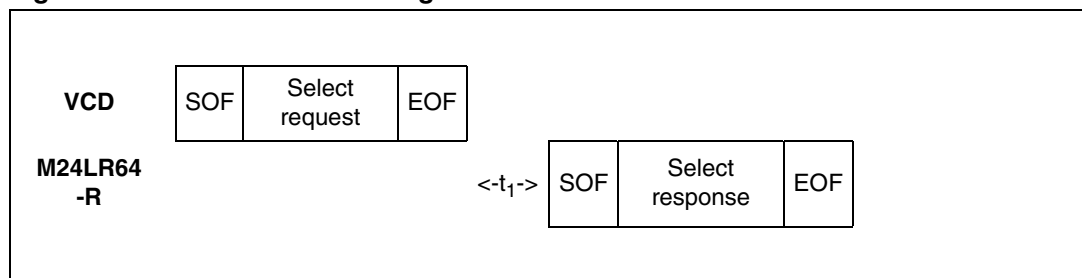 VCD
SOF
Select
request
EOF
M24LR64
-R
<-t1->
SOF
Select
response
EOF